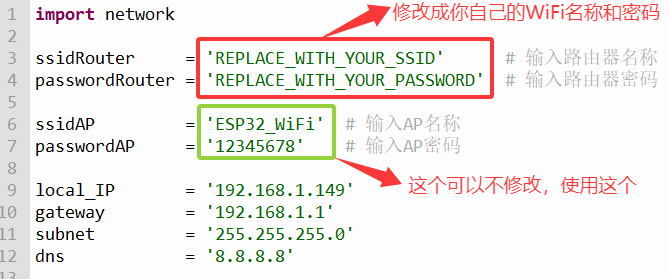 1 import network
修改成你自己的WiFi名称和密码
2
3 ssidRouter = 'REPLACE_WITH_YOUR_SSID' # 输入路由器名称
4 passwordRouter = 'REPLACE_WITH_YOUR_PASSWORD' # 输入路由器密码
5
6 ssidAP = 'ESP32_WiFi' # 输入AP名称
7 passwordAP = '12345678' # 输入AP密码
8
这个可以不修改，使用这个
9 local_IP = '192.168.1.149'
10 gateway = '192.168.1.1'
11 subnet = '255.255.255.0'
12 dns = '8.8.8.8'
13